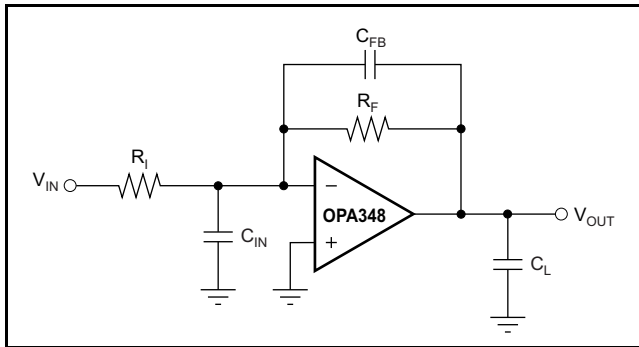 C_FB
R_F
R_I
V_IN
−
OPA348
+
C_IN
V_OUT
C_L